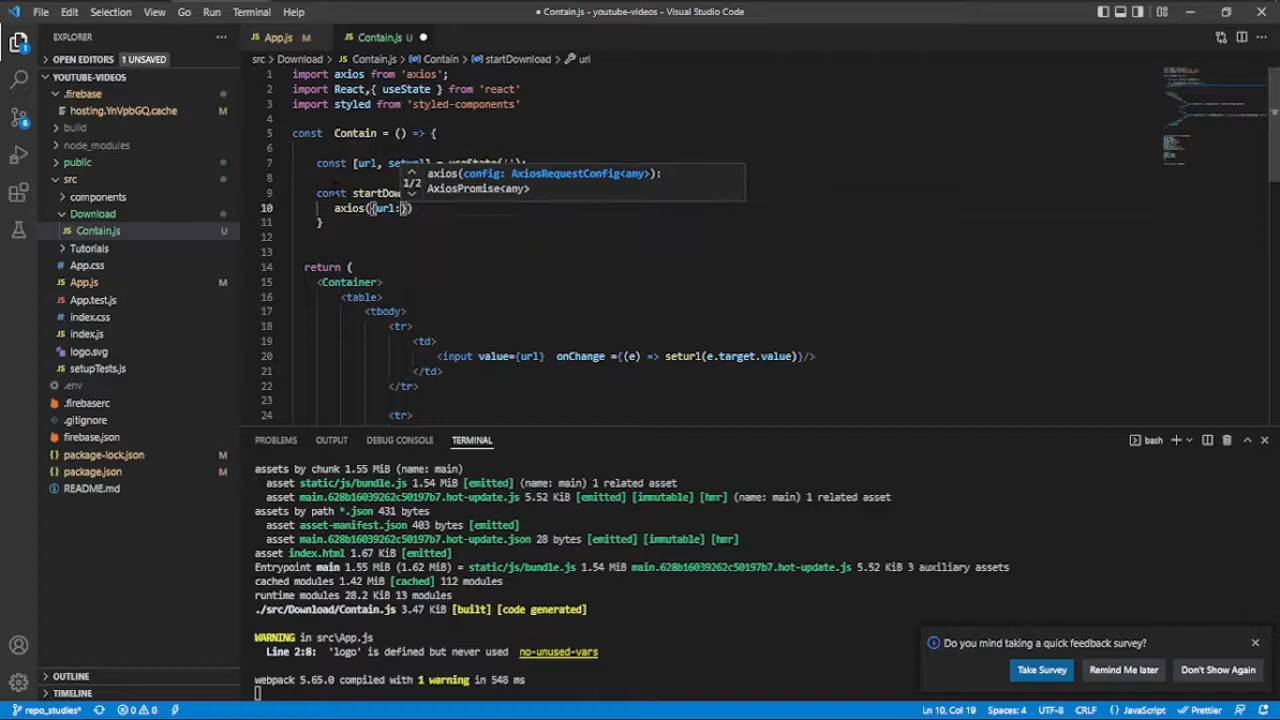 File Edit Selection View Go Run Terminal Help
● Contain.js - youtube-videos - Visual Studio Code
EXPLORER
OPEN EDITORS 1 UNSAVED
YOUTUBE-VIDEOS
.firebase
hosting.YnVpbGQ.cache M
build
node_modules
public
src
components
Download
Contain.js U
Tutorials
App.css
App.js M
App.test.js
index.css
index.js
logo.svg
setupTests.js
.env
.firebaserc
.gitignore
firebase.json
package-lock.json M
package.json M
README.md
OUTLINE
TIMELINE
App.js M Contain.js U ●
src > Download > Contain.js > Contain > startDownload > url
1 import axios from 'axios';
2 import React,{ useState } from 'react'
3 import styled from 'styled-components'
4
5 const Contain = () => {
6
7 const [url, seturl] = useState('');
8
axios(config: AxiosRequestConfig<any>):
1/2
AxiosPromise<any>
9 const startDow
10 axios({url:})
11 }
12
13
14 return (
15 <Container>
16 <table>
17 <tbody>
18 <tr>
19 <td>
20 <input value={url} onChange ={(e) => seturl(e.target.value)}/>
21 </td>
22 </tr>
23
24 <tr>
PROBLEMS OUTPUT DEBUG CONSOLE TERMINAL
bash
assets by chunk 1.55 MiB (name: main)
asset static/js/bundle.js 1.54 MiB [emitted] (name: main) 1 related asset
asset main.628b16039262c50197b7.hot-update.js 5.52 KiB [emitted] [immutable] [hmr] (name: main) 1 related asset
assets by path *.json 431 bytes
asset asset-manifest.json 403 bytes [emitted]
asset main.628b16039262c50197b7.hot-update.json 28 bytes [emitted] [immutable] [hmr]
asset index.html 1.67 KiB [emitted]
Entrypoint main 1.55 MiB (1.62 MiB) = static/js/bundle.js 1.54 MiB main.628b16039262c50197b7.hot-update.js 5.52 KiB 3 auxiliary assets
cached modules 1.42 MiB [cached] 112 modules
runtime modules 28.2 KiB 13 modules
./src/Download/Contain.js 3.47 KiB [built] [code generated]
WARNING in src\App.js
Line 2:8: 'logo' is defined but never used no-unused-vars
webpack 5.65.0 compiled with 1 warning in 548 ms
Do you mind taking a quick feedback survey?
Take Survey Remind Me later Don't Show Again
repo_studies* 0 0 Ln 10, Col 19 Spaces: 4 UTF-8 CRLF {} JavaScript Prettier